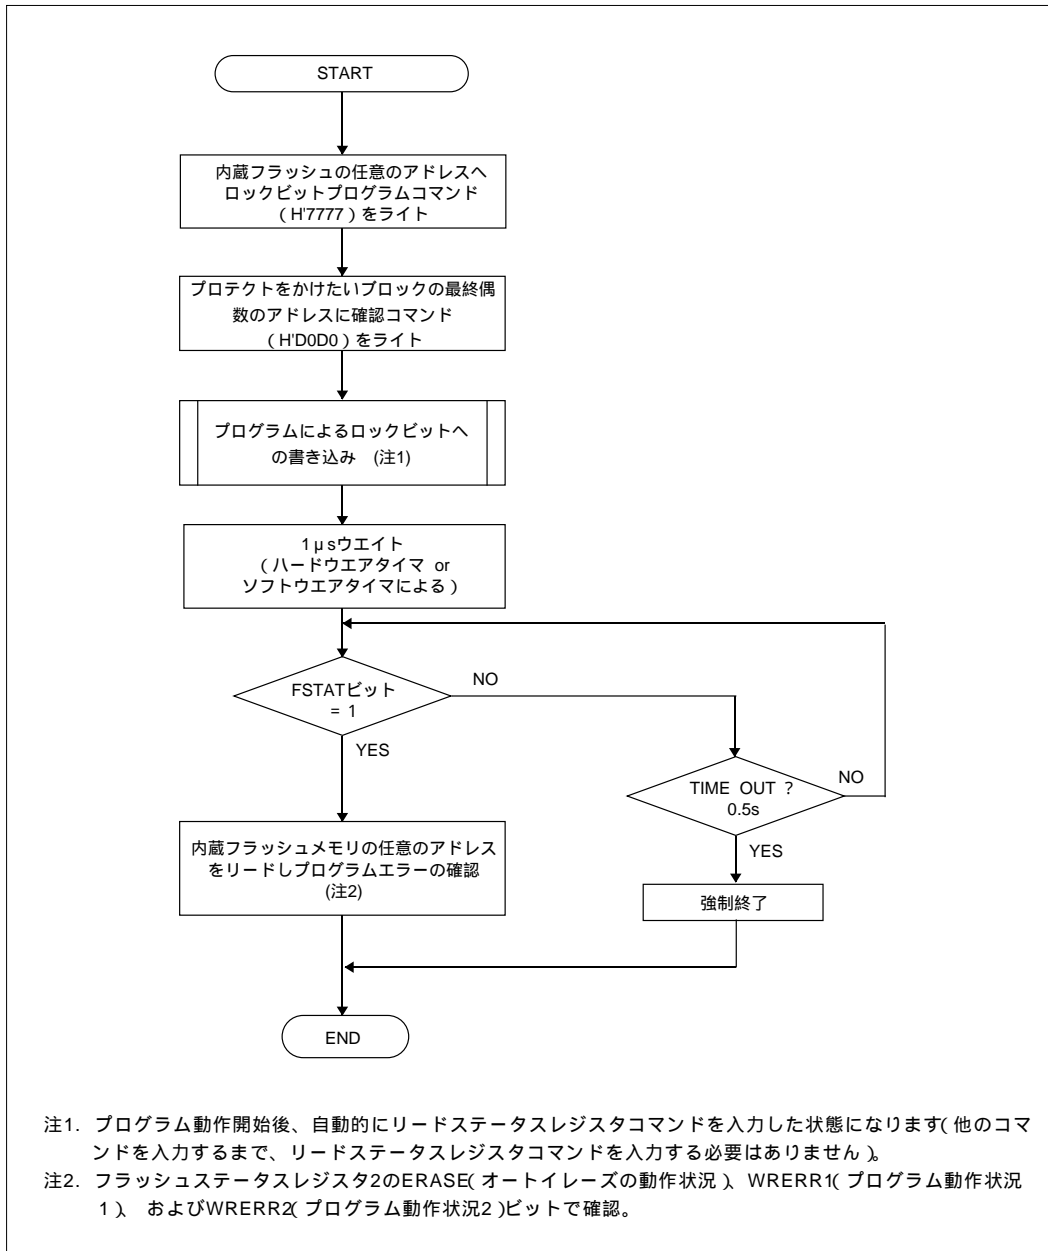 START
内蔵フラッシュの任意のアドレスへ
ロックビットプログラムコマンド
(H'7777)をライト
プロテクトをかけたいブロックの最終偶
数のアドレスに確認コマンド
(H'D0D0)をライト
プログラムによるロックビットへ
の書き込み (注1)
1μsウエイト
(ハードウエアタイマ or
ソフトウエアタイマによる)
FSTATビット
= 1
NO
YES
TIME OUT ?
0.5s
NO
YES
内蔵フラッシュメモリの任意のアドレス
をリードしプログラムエラーの確認
(注2)
強制終了
END
注1. プログラム動作開始後、自動的にリードステータスレジスタコマンドを入力した状態になります(他のコマ
ンドを入力するまで、リードステータスレジスタコマンドを入力する必要はありません)。
注2. フラッシュステータスレジスタ2のERASE(オートイレーズの動作状況)、WRERR1(プログラム動作状況
1)、およびWRERR2(プログラム動作状況2)ビットで確認。